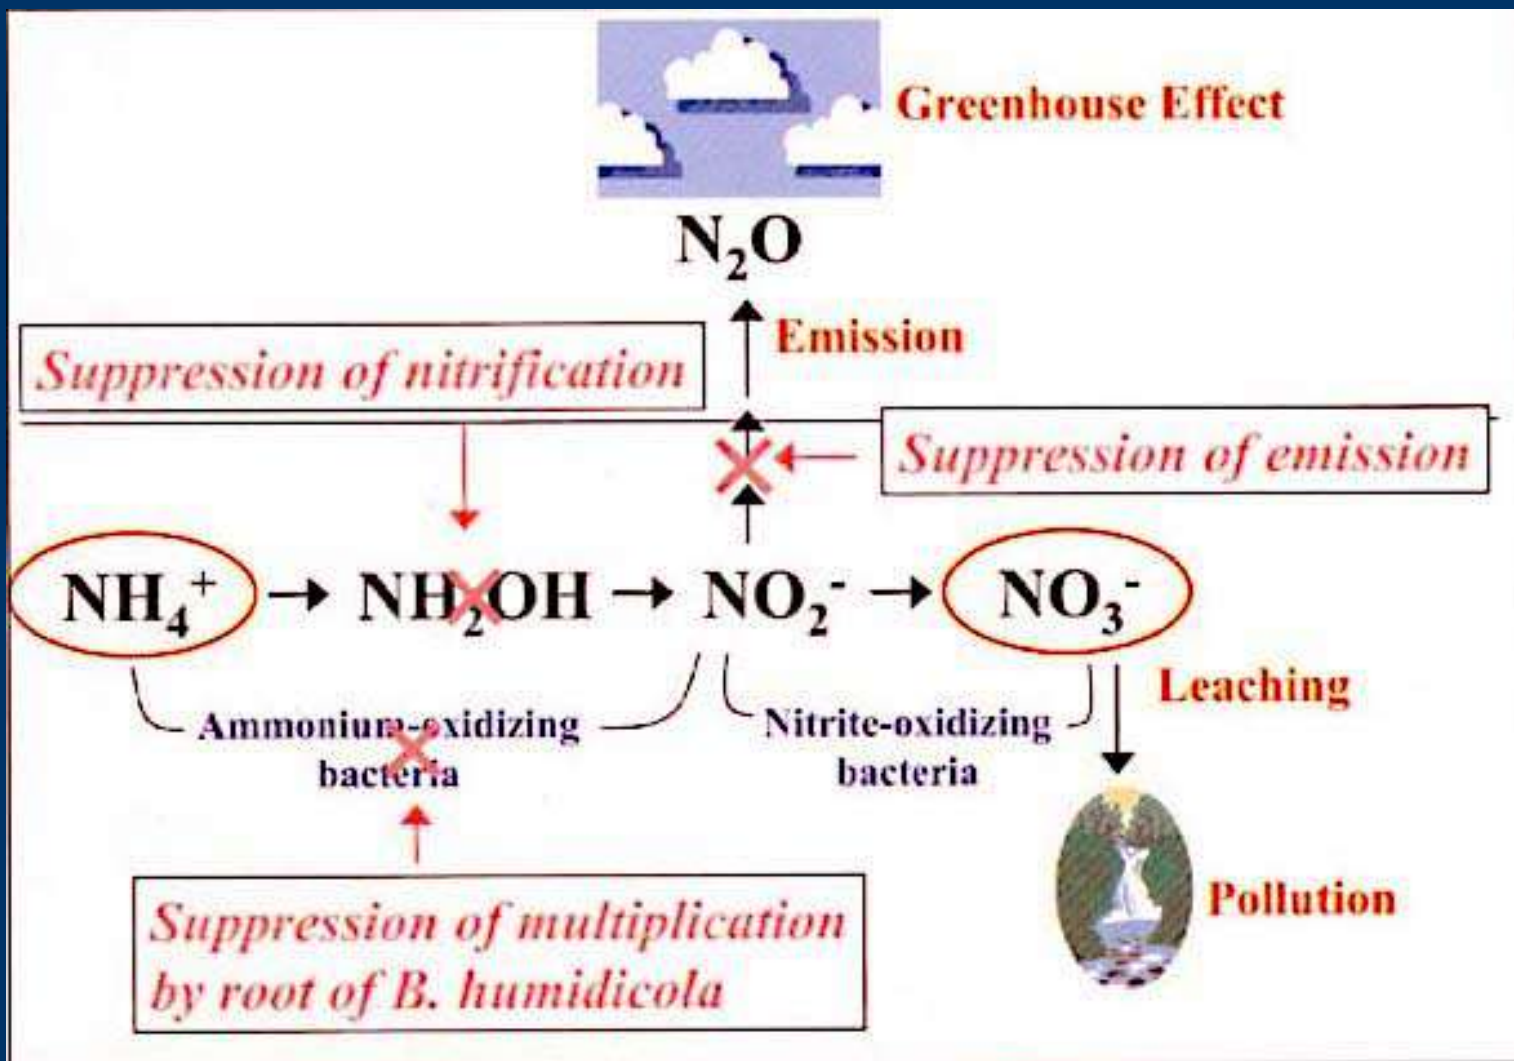 Greenhouse Effect
N₂O
Emission
Suppression of nitrification
Suppression of emission
NH₄⁺ → NH₂OH → NO₂⁻ → NO₃⁻
Leaching
Ammonium-oxidizing
bacteria
Nitrite-oxidizing
bacteria
Pollution
Suppression of multiplication
by root of B. humidicola